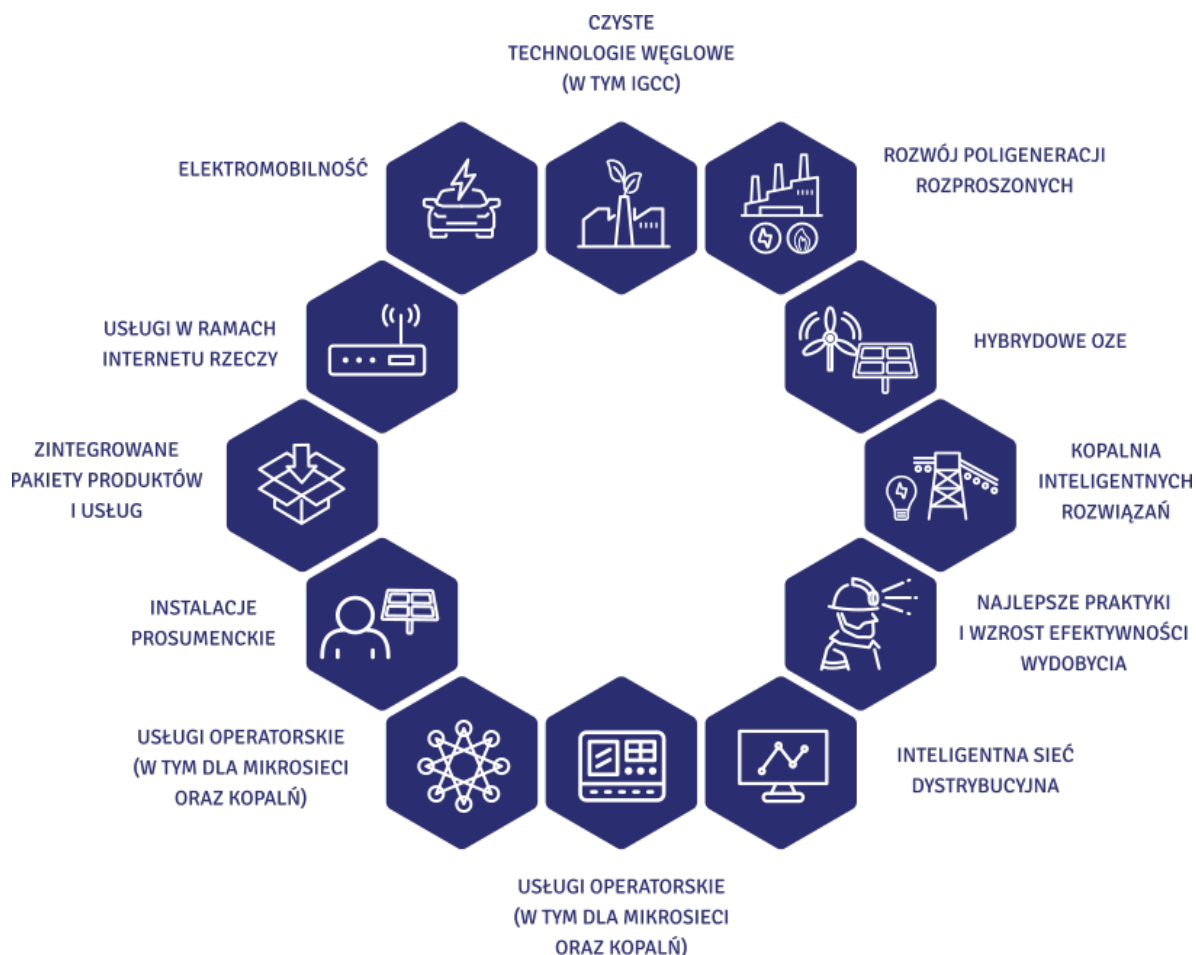 CZYSTE
TECHNOLOGIE WĘGLOWE
(W TYM IGCC)
ROZWÓJ POLIGENERACJI
ROZPROSZONYCH
HYBRYDOWE OZE
KOPALNIA
INTELIGENTNYCH
ROZWIĄZAŃ
NAJLEPSZE PRAKTYKI
I WZROST EFEKTYWNOŚCI
WYDOBYCIA
INTELIGENTNA SIEĆ
DYSTRYBUCYJNA
USŁUGI OPERATORSKIE
(W TYM DLA MIKROSIECI
ORAZ KOPALŃ)
USŁUGI OPERATORSKIE
(W TYM DLA MIKROSIECI
ORAZ KOPALŃ)
INSTALACJE
PROSUMENCKIE
ZINTEGROWANE
PAKIETY PRODUKTÓW
I USŁUG
USŁUGI W RAMACH
INTERNETU RZECZY
ELEKTROMOBILNOŚĆ